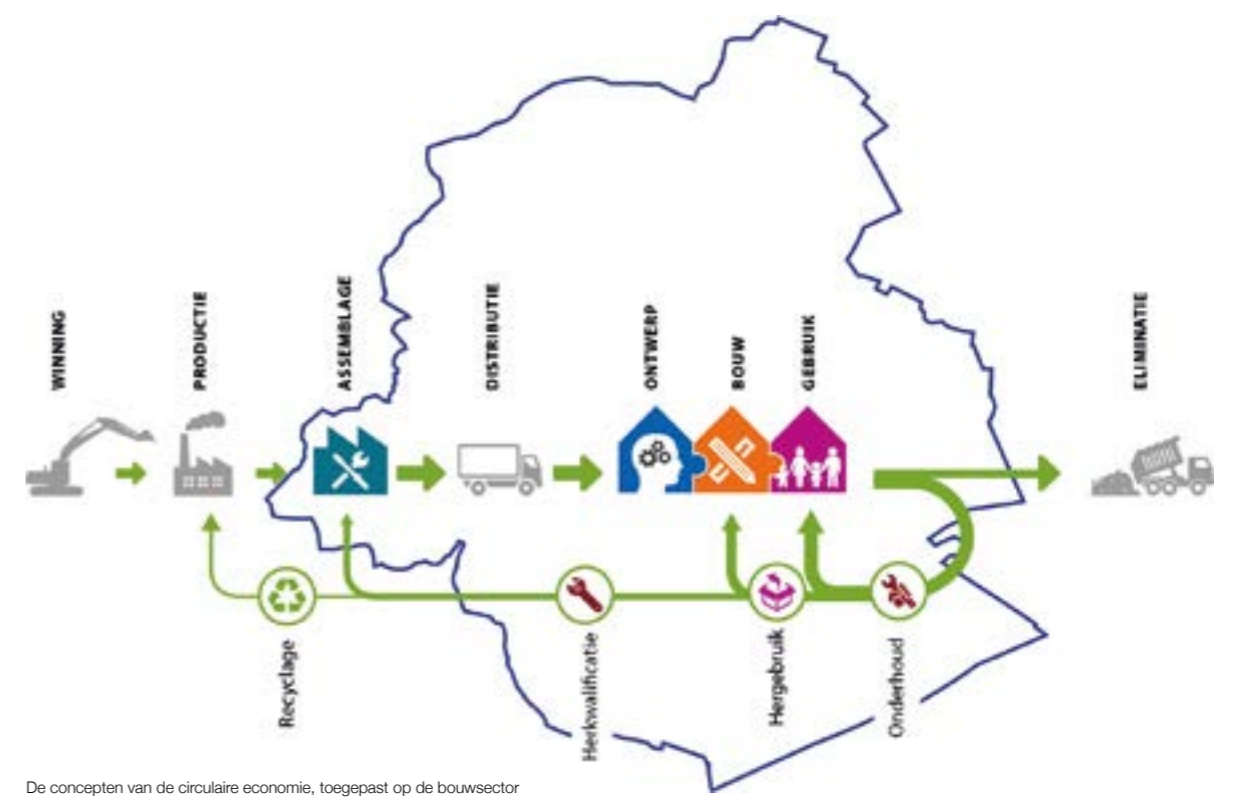 WINNING
PRODUCTIE
ASSEMBLAGE
DISTRIBUTIE
ONTWERP
BOUW
GEBRUIK
ELIMINATIE
Recyclage
Herkwalificatie
Hergebruik
Onderhoud
De concepten van de circulaire economie, toegepast op de bouwsector